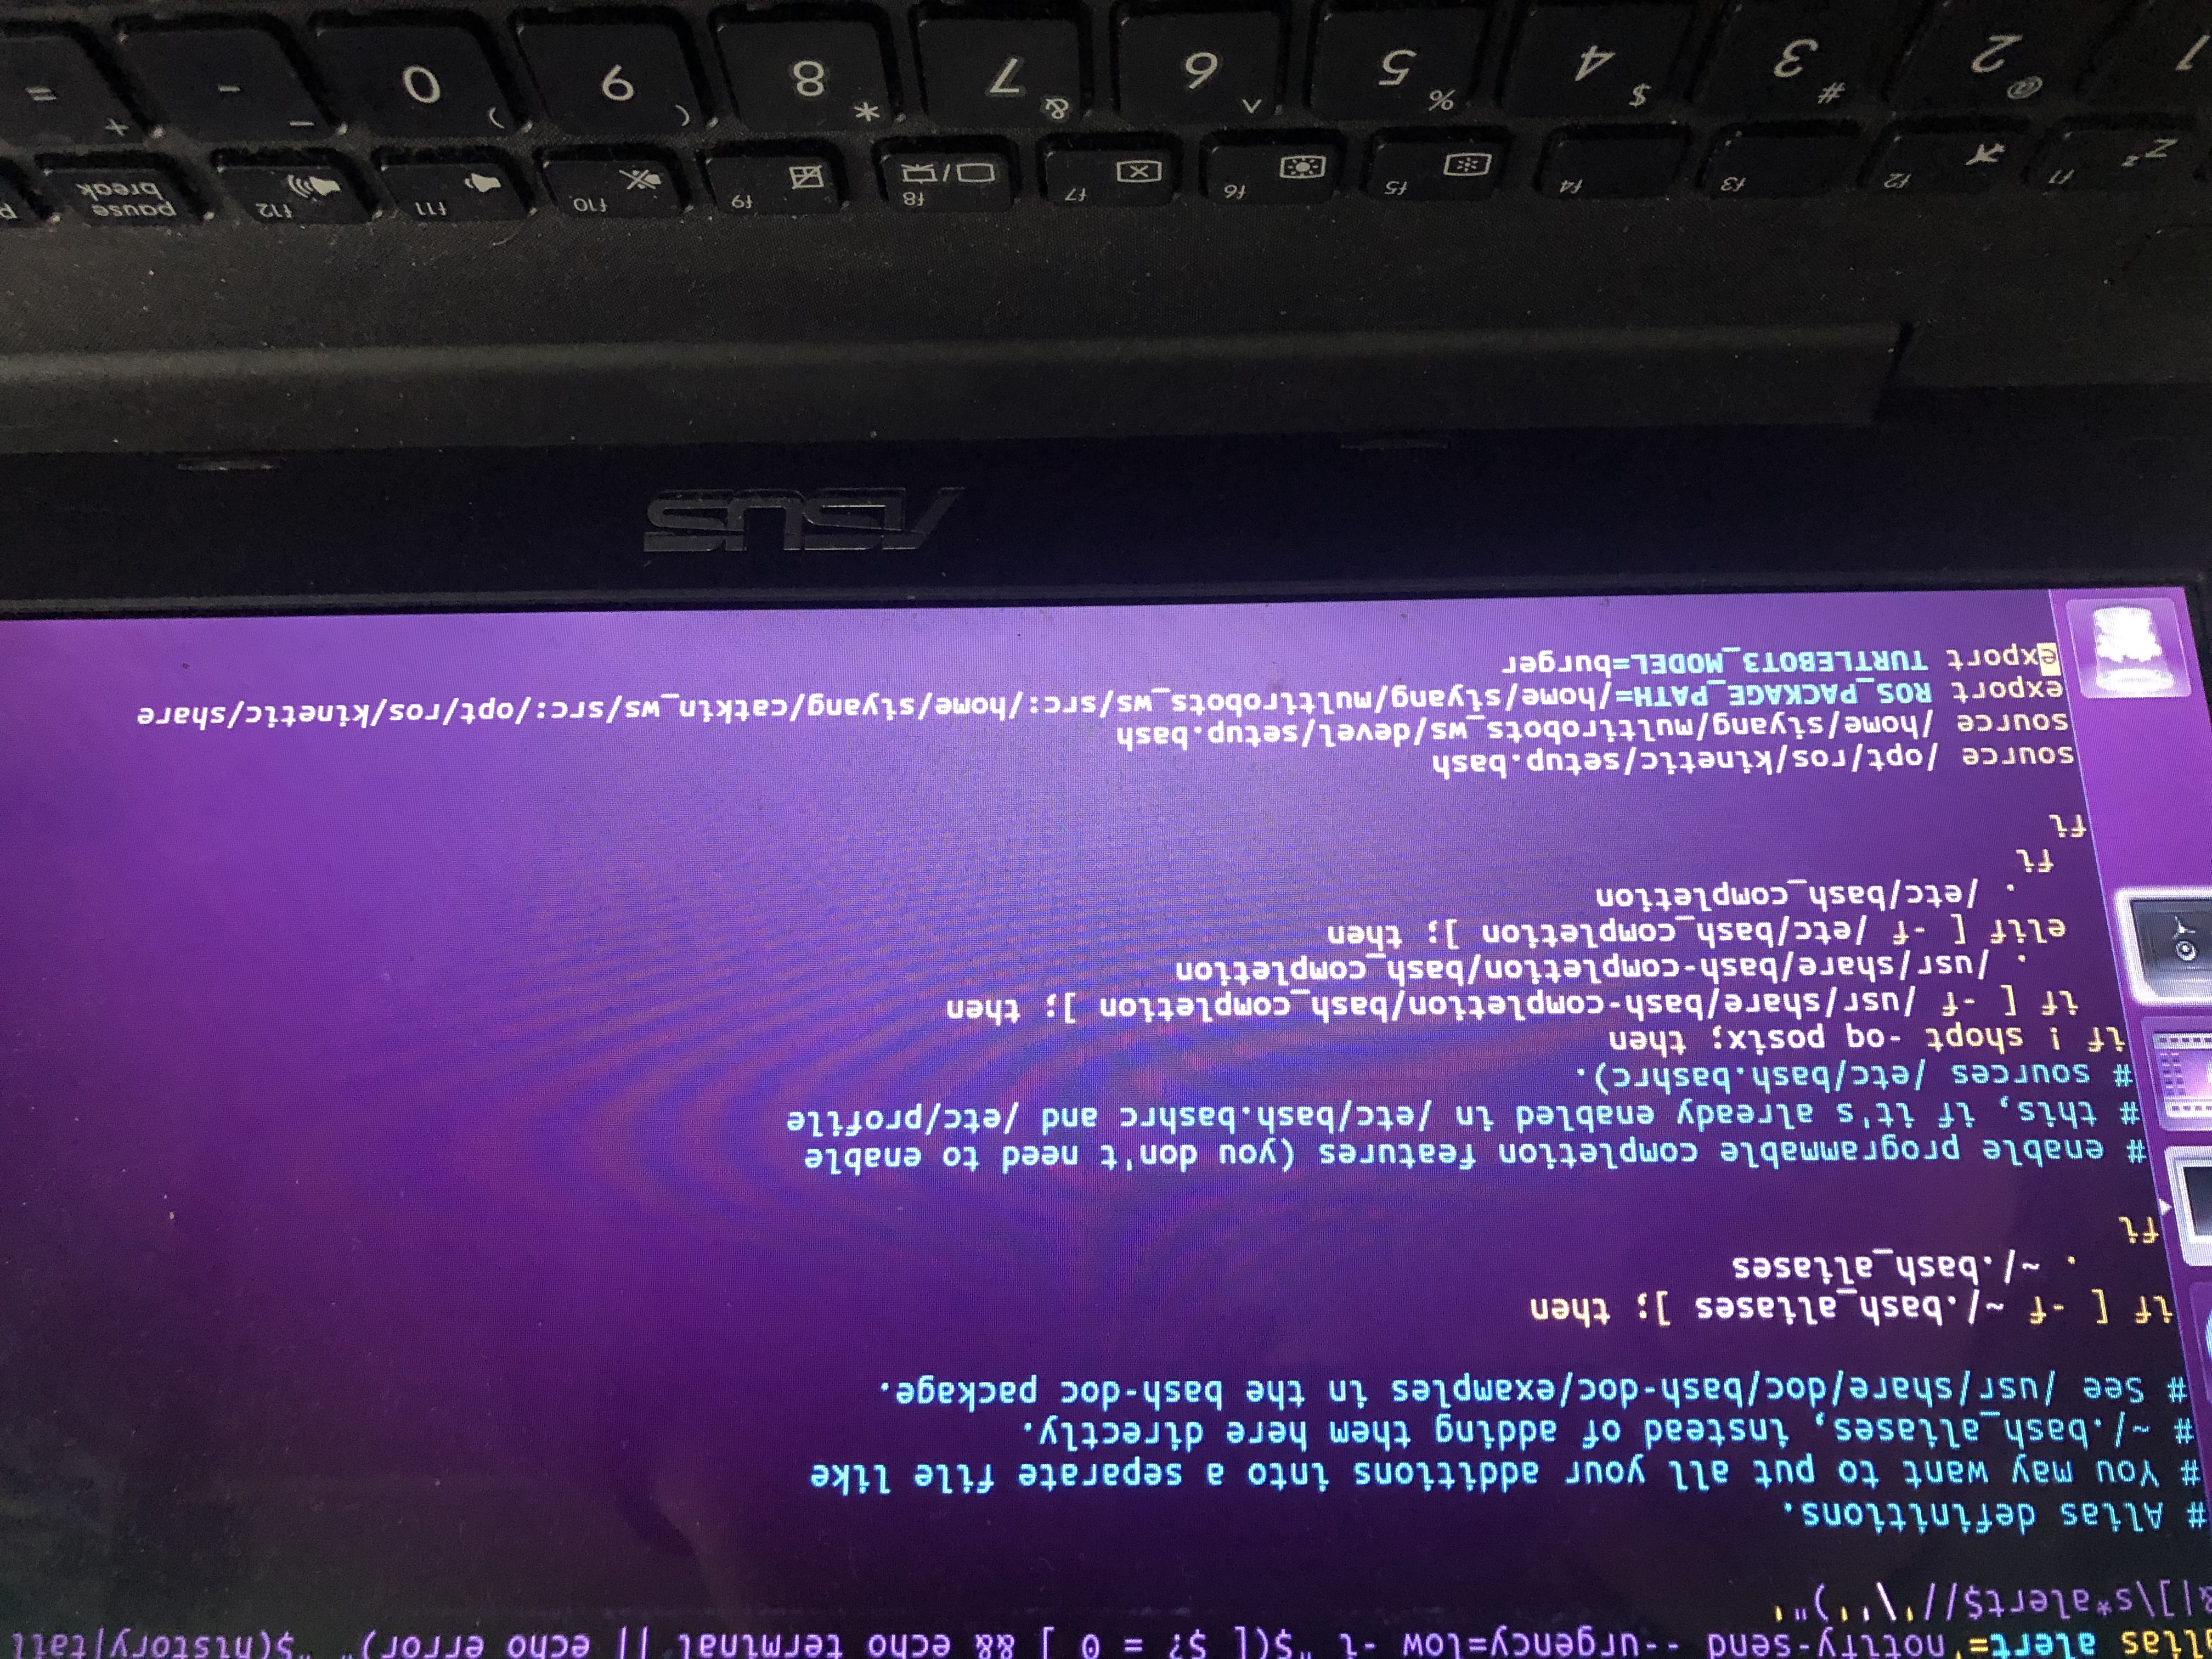 alias alert='notify-send --urgency=low -i "$([ $? = 0 ] && echo terminal || echo error)" "$(history|tail
&|]\s*alert$//'\'')"'
# Alias definitions.
# You may want to put all your additions into a separate file like
# ~/.bash_aliases, instead of adding them here directly.
# See /usr/share/doc/bash-doc/examples in the bash-doc package.
if [ -f ~/.bash_aliases ]; then
. ~/.bash_aliases
fi
# enable programmable completion features (you don't need to enable
# this, if it's already enabled in /etc/bash.bashrc and /etc/profile
# sources /etc/bash.bashrc).
if ! shopt -oq posix; then
if [ -f /usr/share/bash-completion/bash_completion ]; then
. /usr/share/bash-completion/bash_completion
elif [ -f /etc/bash_completion ]; then
. /etc/bash_completion
fi
fi
source /opt/ros/kinetic/setup.bash
source /home/siyang/multirobots_ws/devel/setup.bash
export ROS_PACKAGE_PATH=/home/siyang/multirobots_ws/src:/home/siyang/catkin_ws/src:/opt/ros/kinetic/share
export TURTLEBOT3_MODEL=burger
ASUS
zz f1 f2 f3 f4 f5 f6 f7 f8 f9 f10 f11 f12 pause break
1 @ 2 # 3 $ 4 % 5 ^ 6 & 7 * 8 ( 9 ) 0 _ - + =